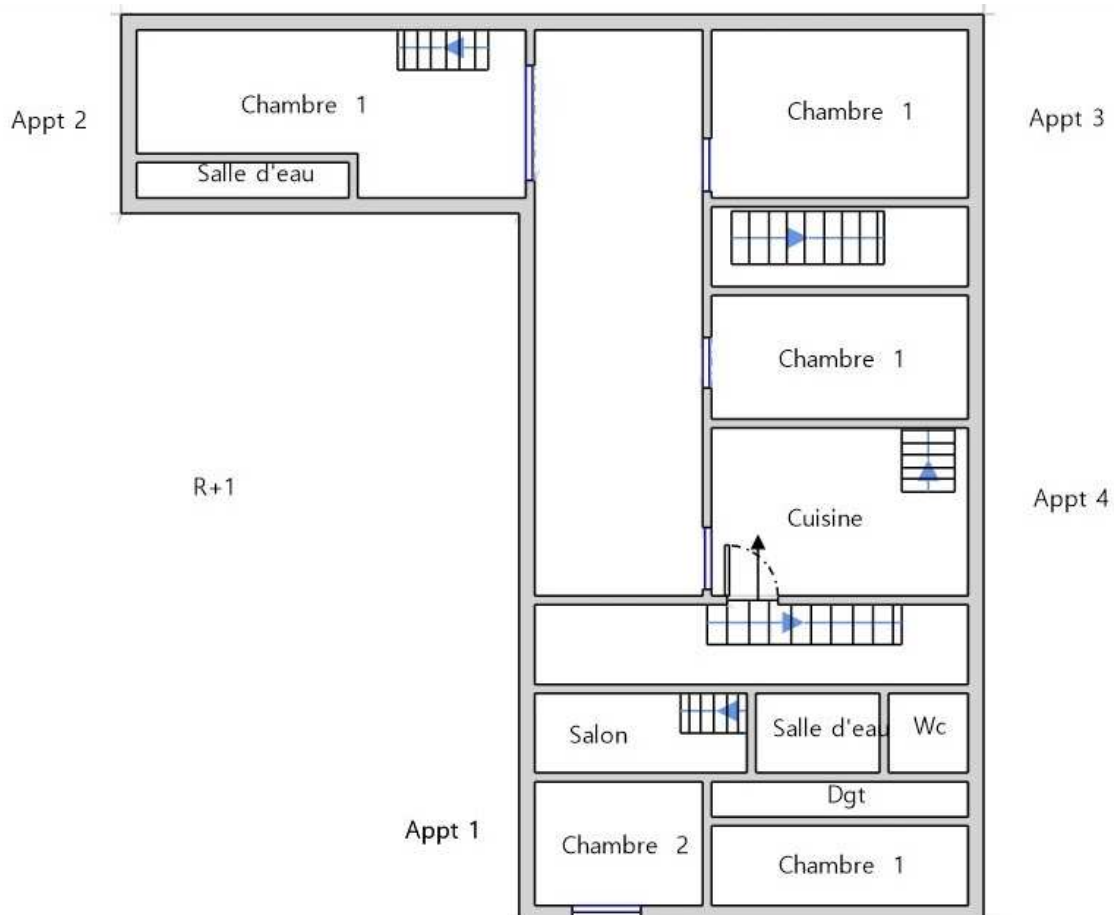 Chambre 1
Chambre 1
Appt 2
Appt 3
Salle d'eau
Chambre 1
R+1
Appt 4
Cuisine
Salon
Salle d'eau
Wc
Dgt
Appt 1
Chambre 2
Chambre 1